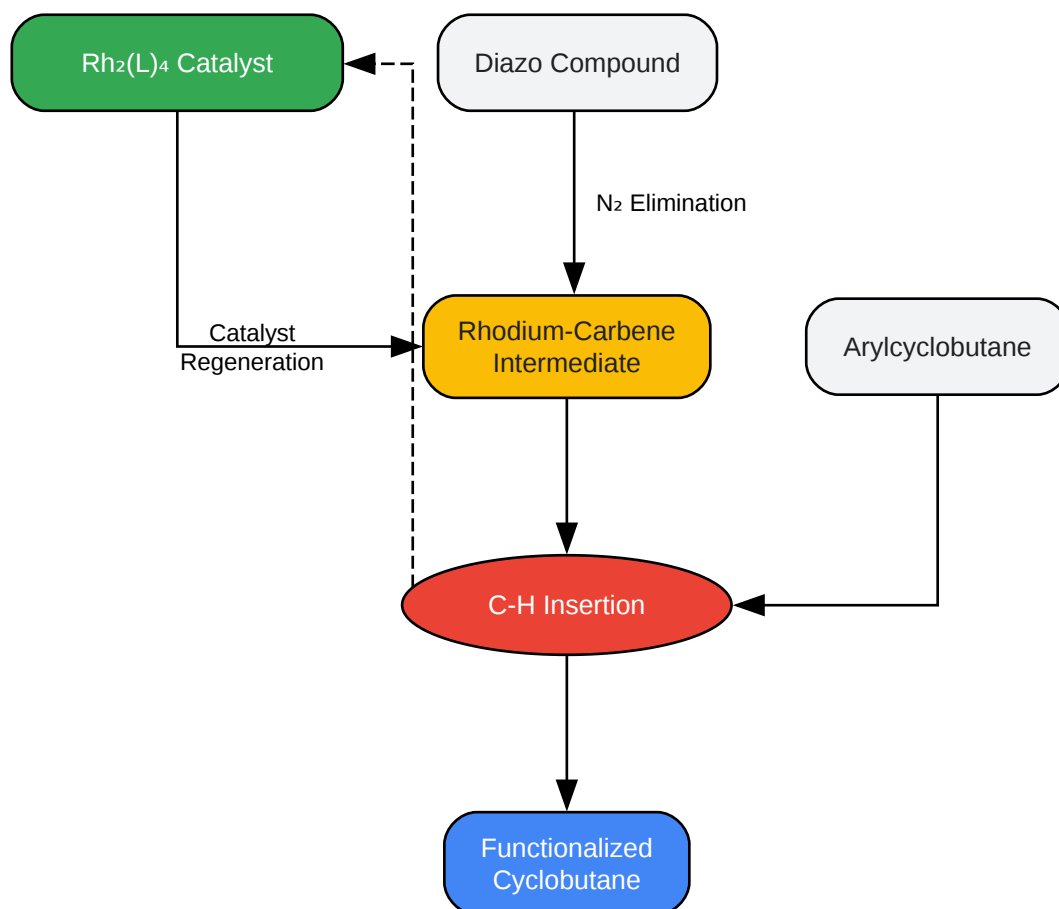 Rh₂(L)₄ Catalyst
Diazo Compound
N₂ Elimination
Catalyst
Regeneration
Rhodium-Carbene
Intermediate
Arylcyclobutane
C-H Insertion
Functionalized
Cyclobutane